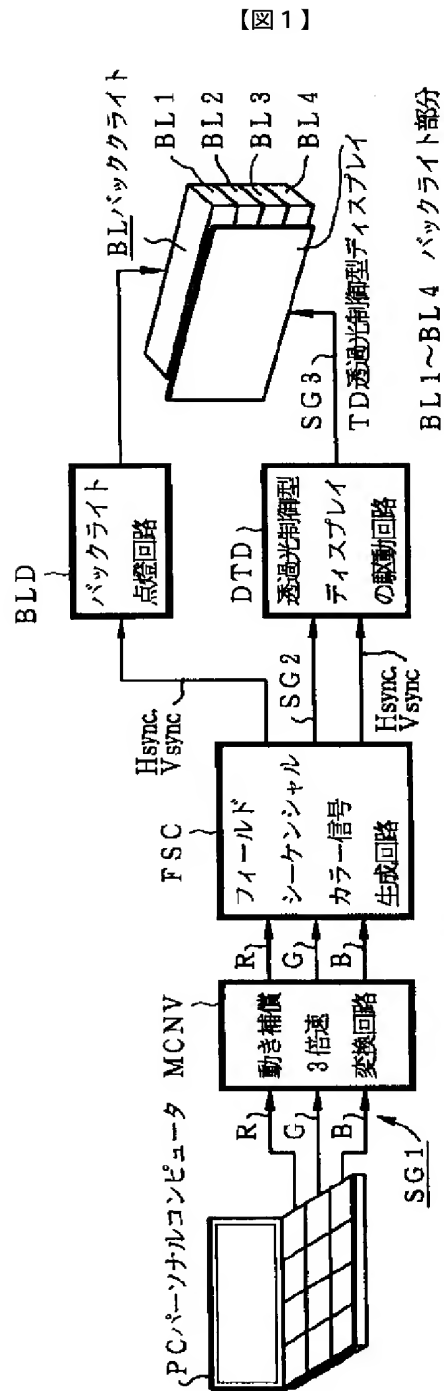 【図1】
PCパーソナルコンピュータ
R
G
B
SG1
MCNV
動き補償
3倍速
変換回路
R
G
B
FSC
フィールド
シーケンシャル
カラー信号
生成回路
Hsync,
Vsync
SG2
Hsync,
Vsync
BLD
バックライト
点燈回路
DTD
透過光制御型
ディスプレイ
の駆動回路
SG3
BLバッククライト
BL1
BL2
BL3
BL4
TD透過光制御型ディスプレイ
BL1～BL4 バックライト部分